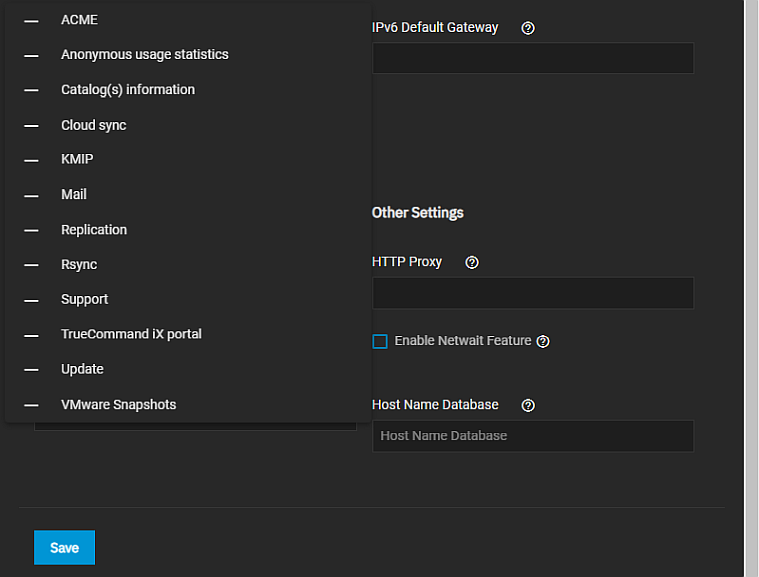 ACME
Anonymous usage statistics
Catalog(s) information
Cloud sync
KMIP
Mail
Replication
Rsync
Support
TrueCommand iX portal
Update
VMware Snapshots
IPv6 Default Gateway
Other Settings
HTTP Proxy
Enable Netwait Feature
Host Name Database
Host Name Database
Save